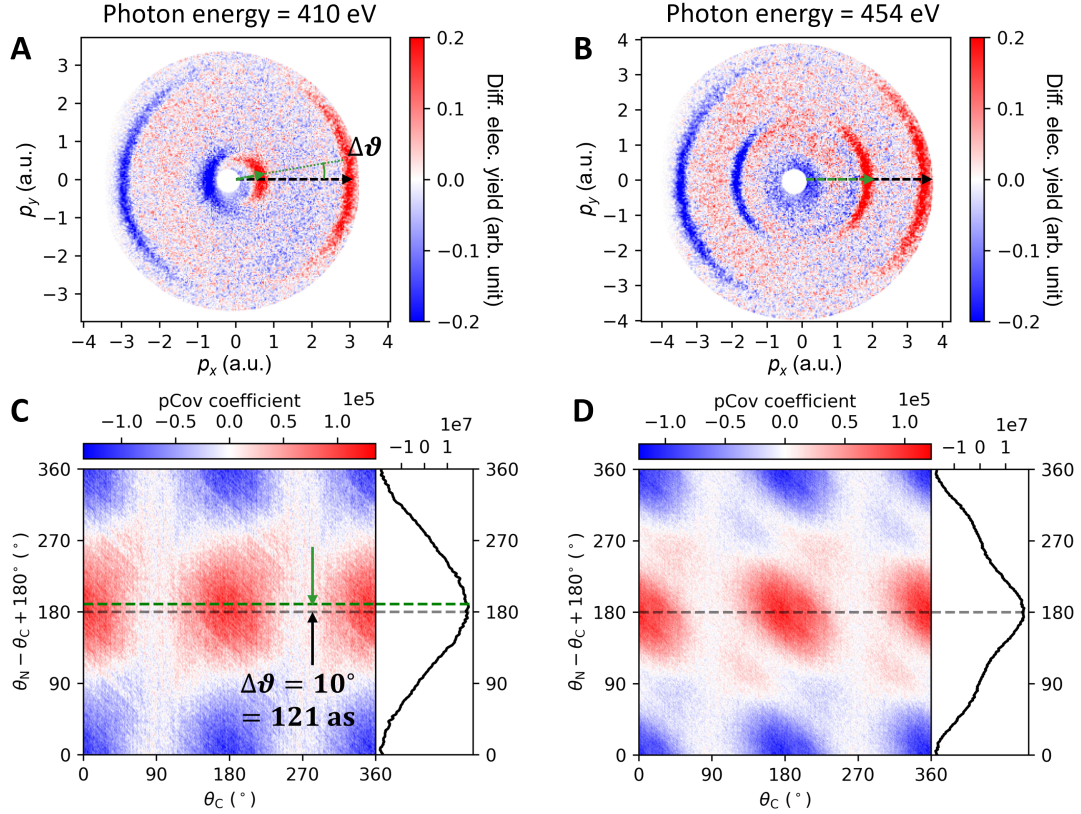 Photon energy = 410 eV
Photon energy = 454 eV
A
3
2
1
0
−1
−2
−3
p_y (a.u.)
−4 −3 −2 −1 0 1 2 3 4
p_x (a.u.)
Δϑ
0.2
0.1
0.0
−0.1
−0.2
Diff. elec. yield (arb. unit)
B
4
3
2
1
0
−1
−2
−3
−4
p_y (a.u.)
−4 −3 −2 −1 0 1 2 3 4
p_x (a.u.)
0.2
0.1
0.0
−0.1
−0.2
Diff. elec. yield (arb. unit)
C
pCov coefficient
1e5
−1.0 −0.5 0.0 0.5 1.0
1e7
−1 0 1
360
270
180
90
0
θ_N − θ_C + 180° (°)
Δϑ = 10°
= 121 as
0 90 180 270 360
θ_C (°)
360
270
180
90
0
D
pCov coefficient
1e5
−1.0 −0.5 0.0 0.5 1.0
1e7
−1 0 1
360
270
180
90
0
θ_N − θ_C + 180° (°)
0 90 180 270 360
θ_C (°)
360
270
180
90
0